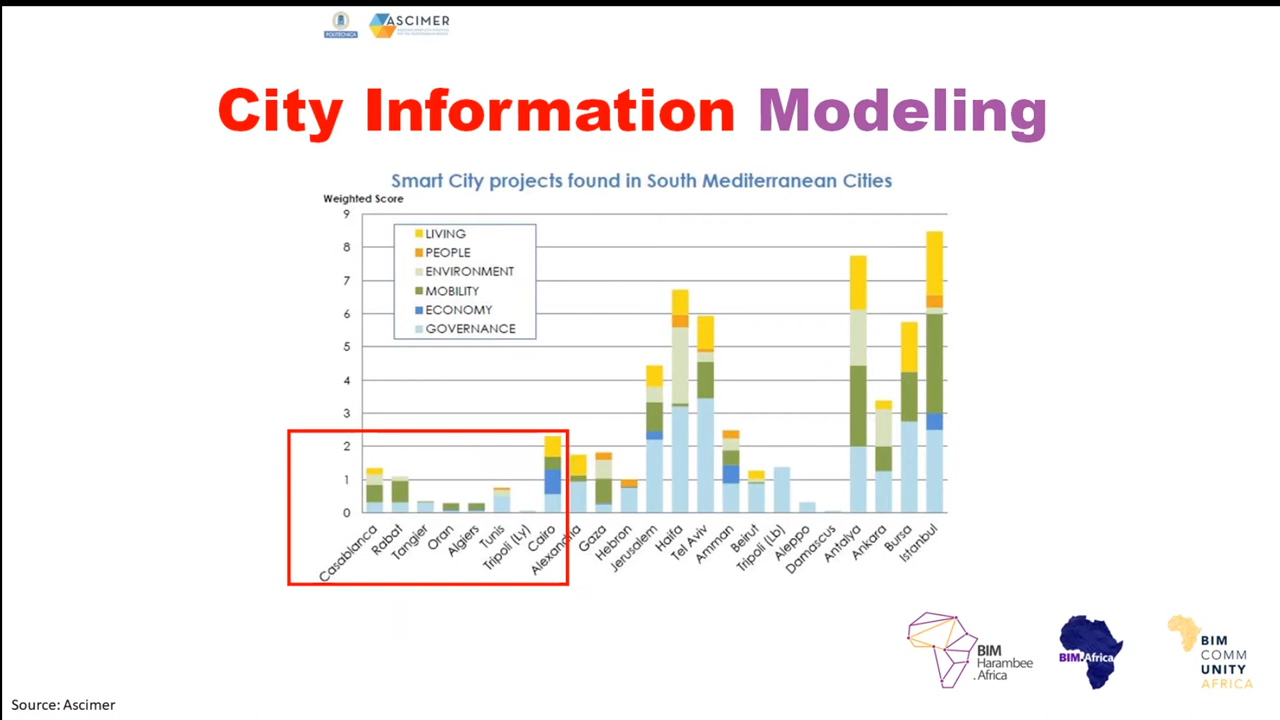 POLITÉCNICA
ASCIMER
City Information Modeling
Smart City projects found in South Mediterranean Cities
Weighted Score
9
8
7
6
5
4
3
2
1
0
LIVING
PEOPLE
ENVIRONMENT
MOBILITY
ECONOMY
GOVERNANCE
Casablanca
Rabat
Tangier
Oran
Algiers
Tunis
Tripoli (Ly)
Cairo
Alexandria
Gaza
Hebron
Jerusalem
Haifa
Tel Aviv
Amman
Beirut
Tripoli (Lb)
Aleppo
Damascus
Antalya
Ankara
Bursa
Istanbul
BIM
Harambee
.Africa
BIM.Africa
BIM
COMM
UNITY
AFRICA
Source: Ascimer